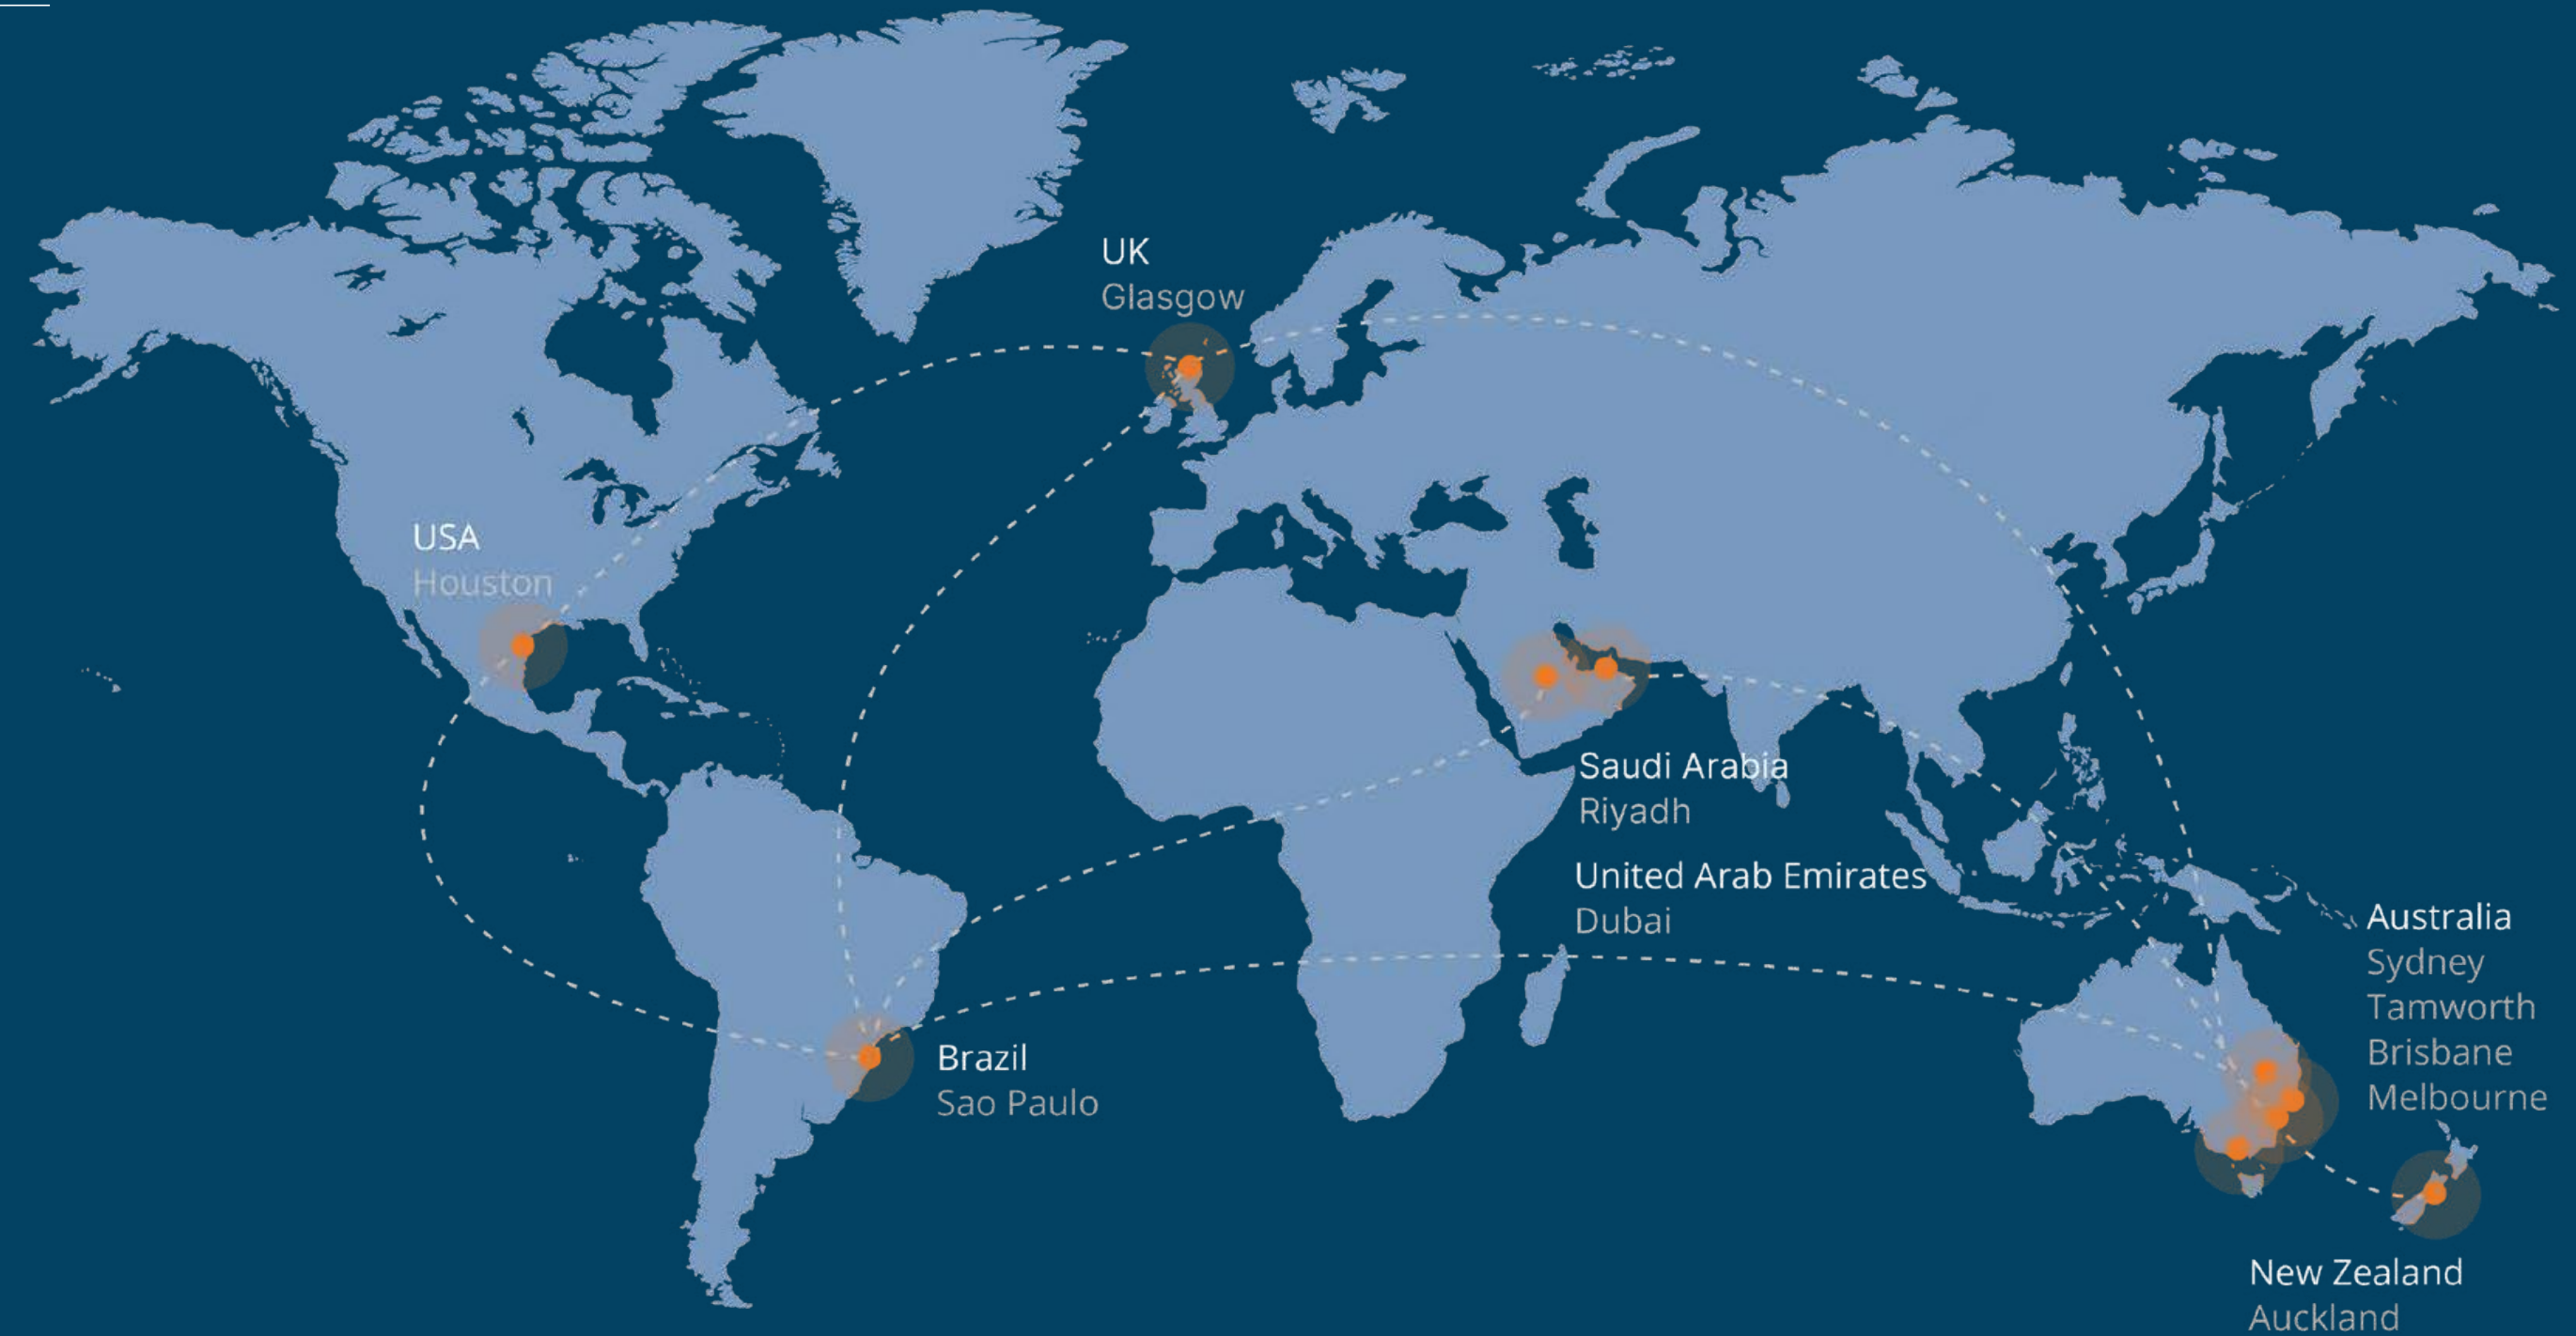 UK
Glasgow
USA
Houston
Saudi Arabia
Riyadh
United Arab Emirates
Dubai
Australia
Sydney
Tamworth
Brisbane
Melbourne
Brazil
Sao Paulo
New Zealand
Auckland